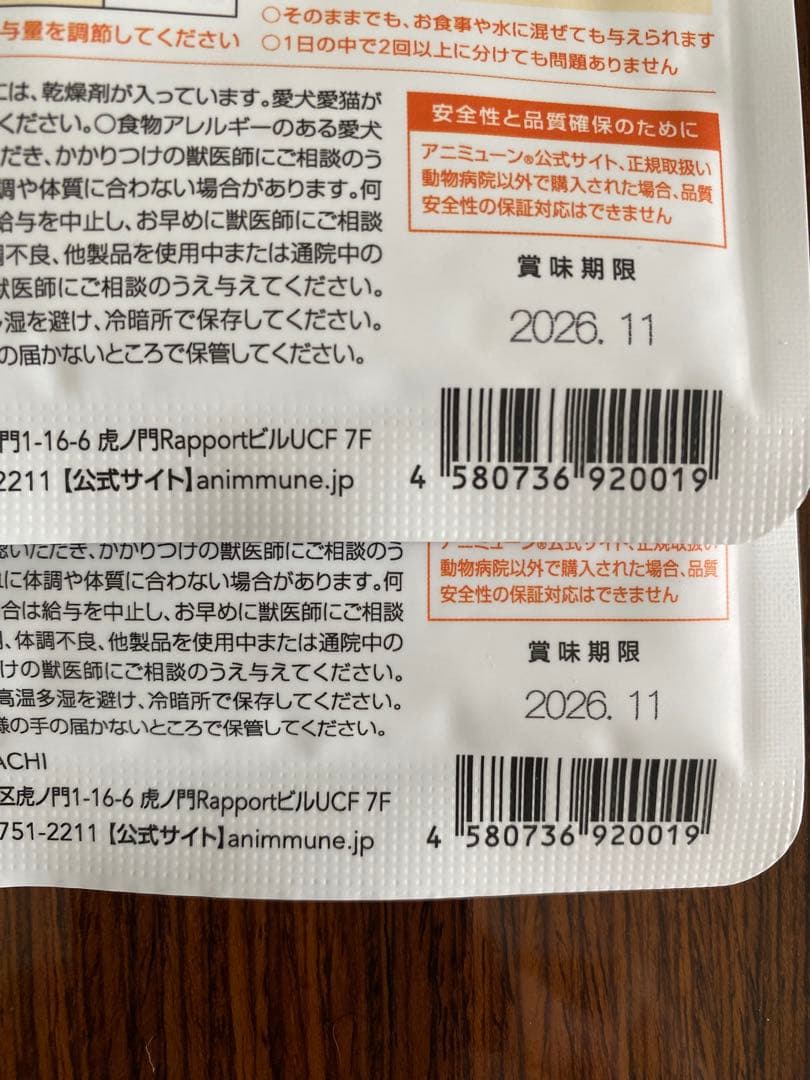 与量を調節してください
○そのままでも、お食事や水に混ぜても与えられます
○1日の中で2回以上に分けても問題ありません
には、乾燥剤が入っています。愛犬愛猫が
ください。○食物アレルギーのある愛犬
だき、かかりつけの獣医師にご相談のう
調や体質に合わない場合があります。何
給与を中止し、お早めに獣医師にご相談
調不良、他製品を使用中または通院中の
獣医師にご相談のうえ与えてください。
湿を避け、冷暗所で保存してください。
の届かないところで保管してください。
安全性と品質確保のために
アニミューン®公式サイト、正規取扱い
動物病院以外で購入された場合、品質
安全性の保証対応はできません
賞味期限
2026.11
門1-16-6 虎ノ門RapportビルUCF 7F
2211【公式サイト】animmune.jp
4 580736 920019
認いただき、かかりつけの獣医師にご相談のう
に体調や体質に合わない場合があります。何
合は給与を中止し、お早めに獣医師にご相談
、体調不良、他製品を使用中または通院中の
けの獣医師にご相談のうえ与えてください。
高温多湿を避け、冷暗所で保存してください。
様の手の届かないところで保管してください。
アニミューン®公式サイト、正規取扱い
動物病院以外で購入された場合、品質
安全性の保証対応はできません
賞味期限
2026.11
ACHI
区虎ノ門1-16-6 虎ノ門RapportビルUCF 7F
751-2211【公式サイト】animmune.jp
4 580736 920019